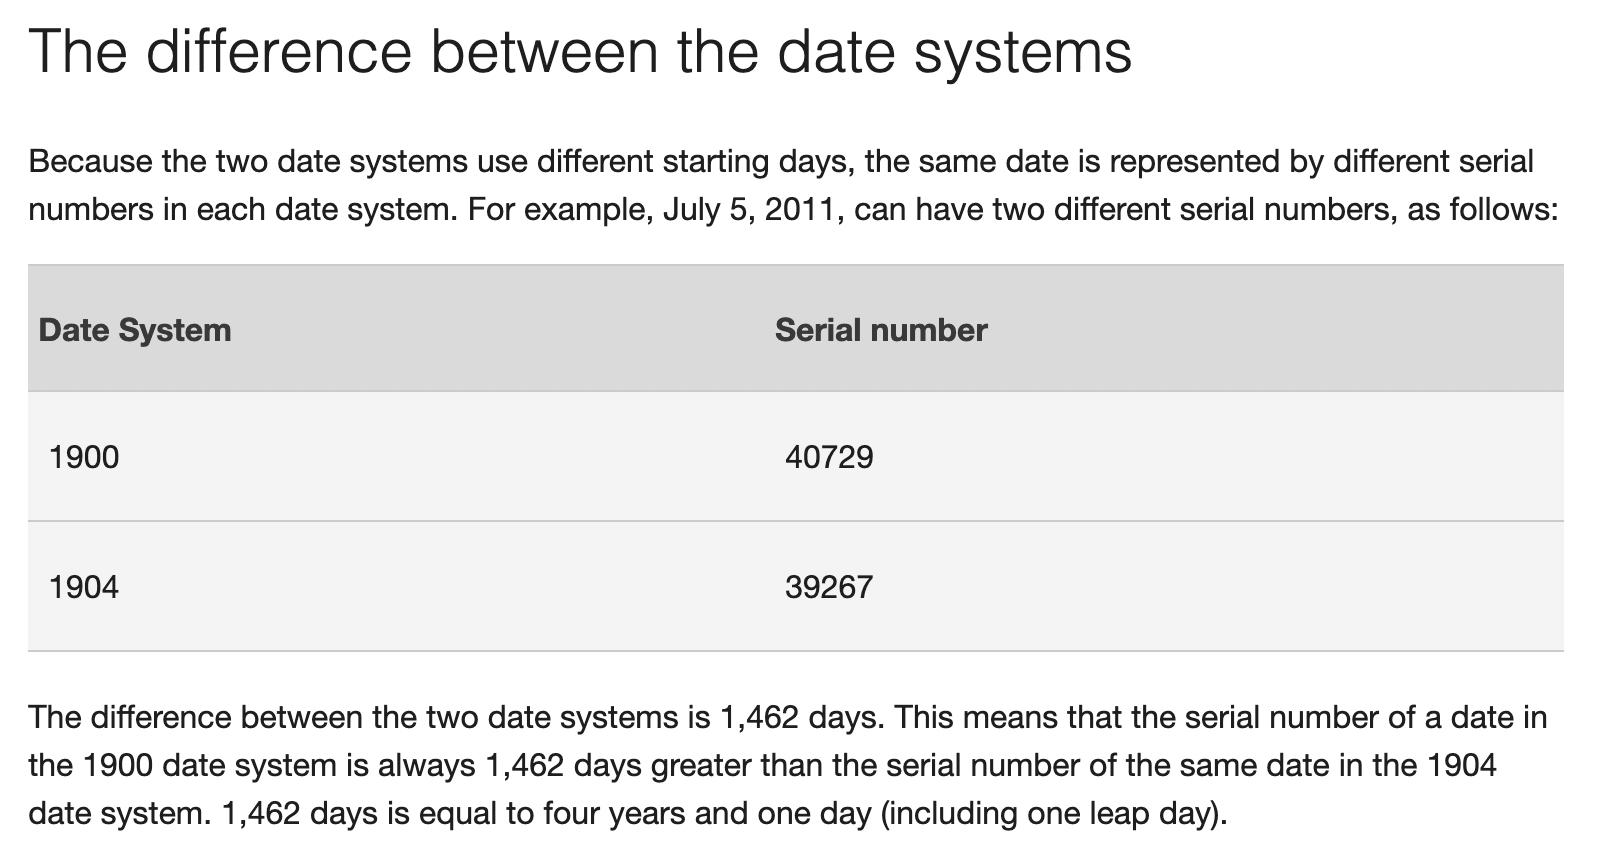 The difference between the date systems
Because the two date systems use different starting days, the same date is represented by different serial
numbers in each date system. For example, July 5, 2011, can have two different serial numbers, as follows:
Date System Serial number
1900 40729
1904 39267
The difference between the two date systems is 1,462 days. This means that the serial number of a date in
the 1900 date system is always 1,462 days greater than the serial number of the same date in the 1904
date system. 1,462 days is equal to four years and one day (including one leap day).